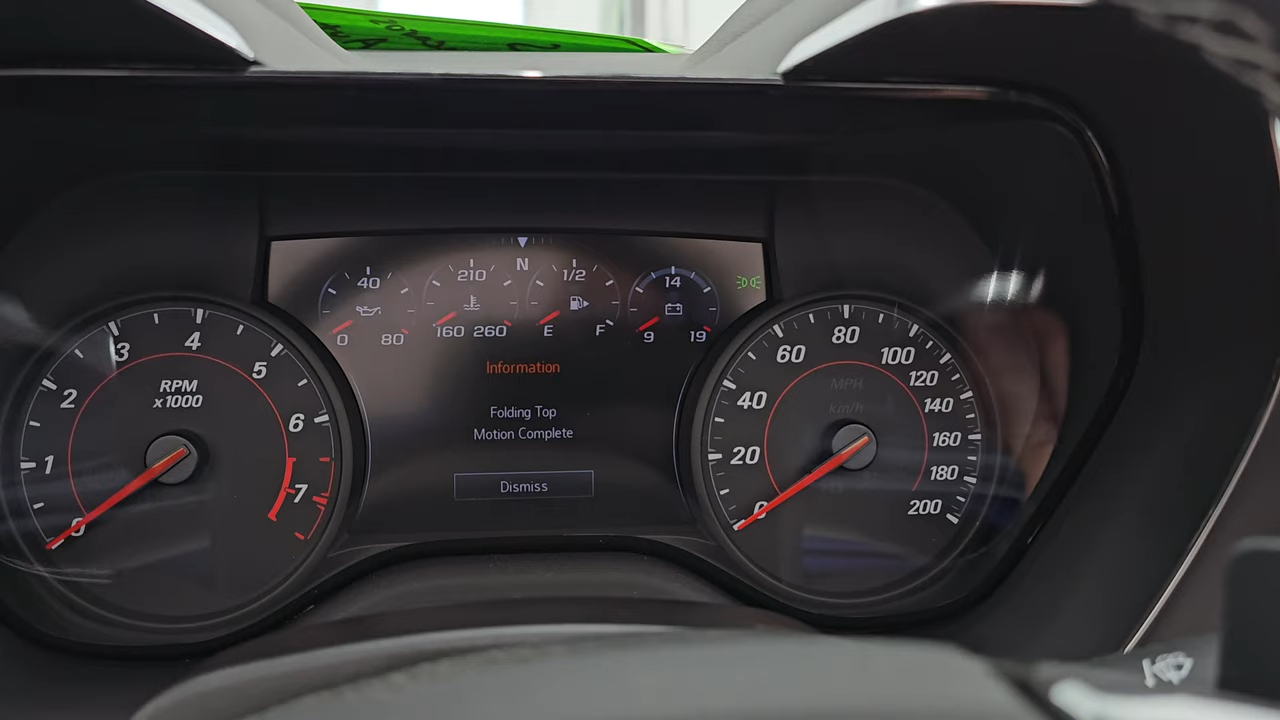 N
40
0 80
210
160 260
1/2
E F
14
9 19
Information
Folding Top
Motion Complete
Dismiss
RPM
x1000
0
1
2
3
4
5
6
7
MPH
km/h
0
20
40
60
80
100
120
140
160
180
200